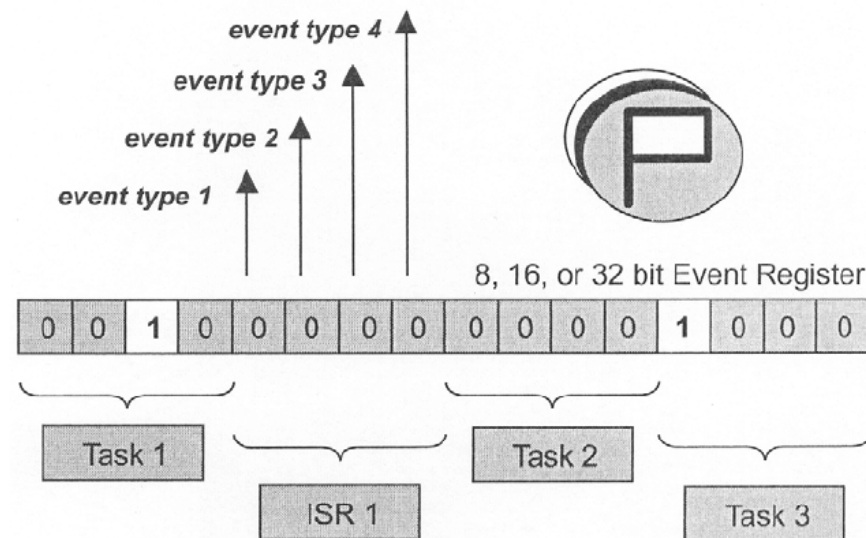 event type 4
event type 3
event type 2
event type 1
8, 16, or 32 bit Event Register
0 0 1 0 0 0 0 0 0 0 0 0 1 0 0 0
Task 1
Task 2
ISR 1
Task 3